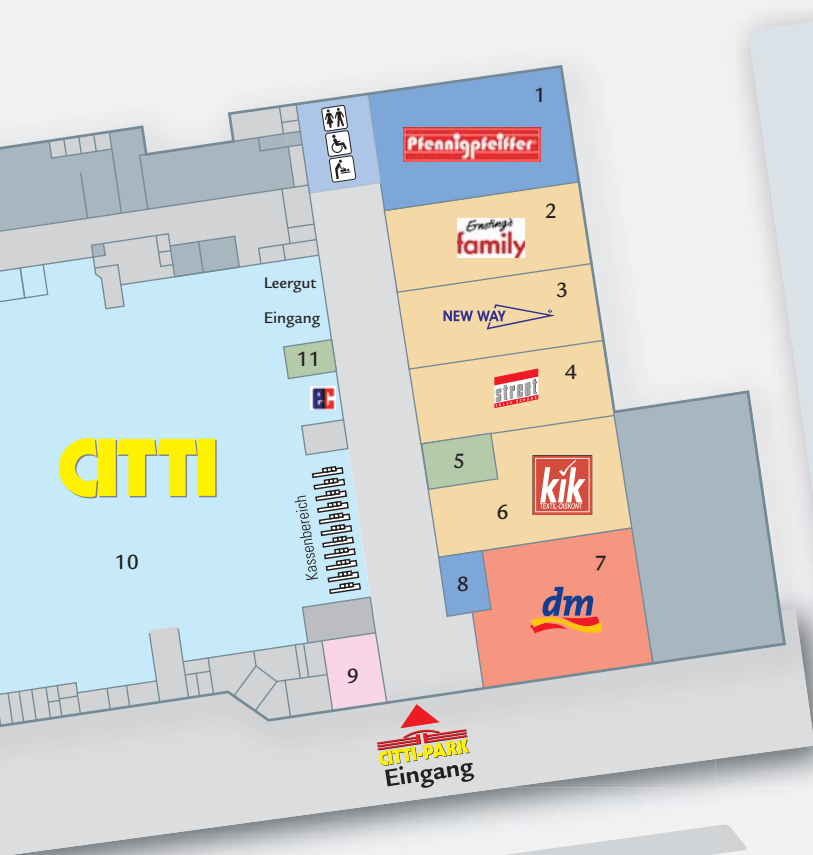 1
Pfennigpfeiffer
2
Ernsting's
family
3
NEW WAY
Leergut
Eingang
11
4
street
ec
CITTI
5
kik
TEXTIL-DISKONT
6
Kassenbereich
10
7
8
dm
9
CITTI-PARK
Eingang